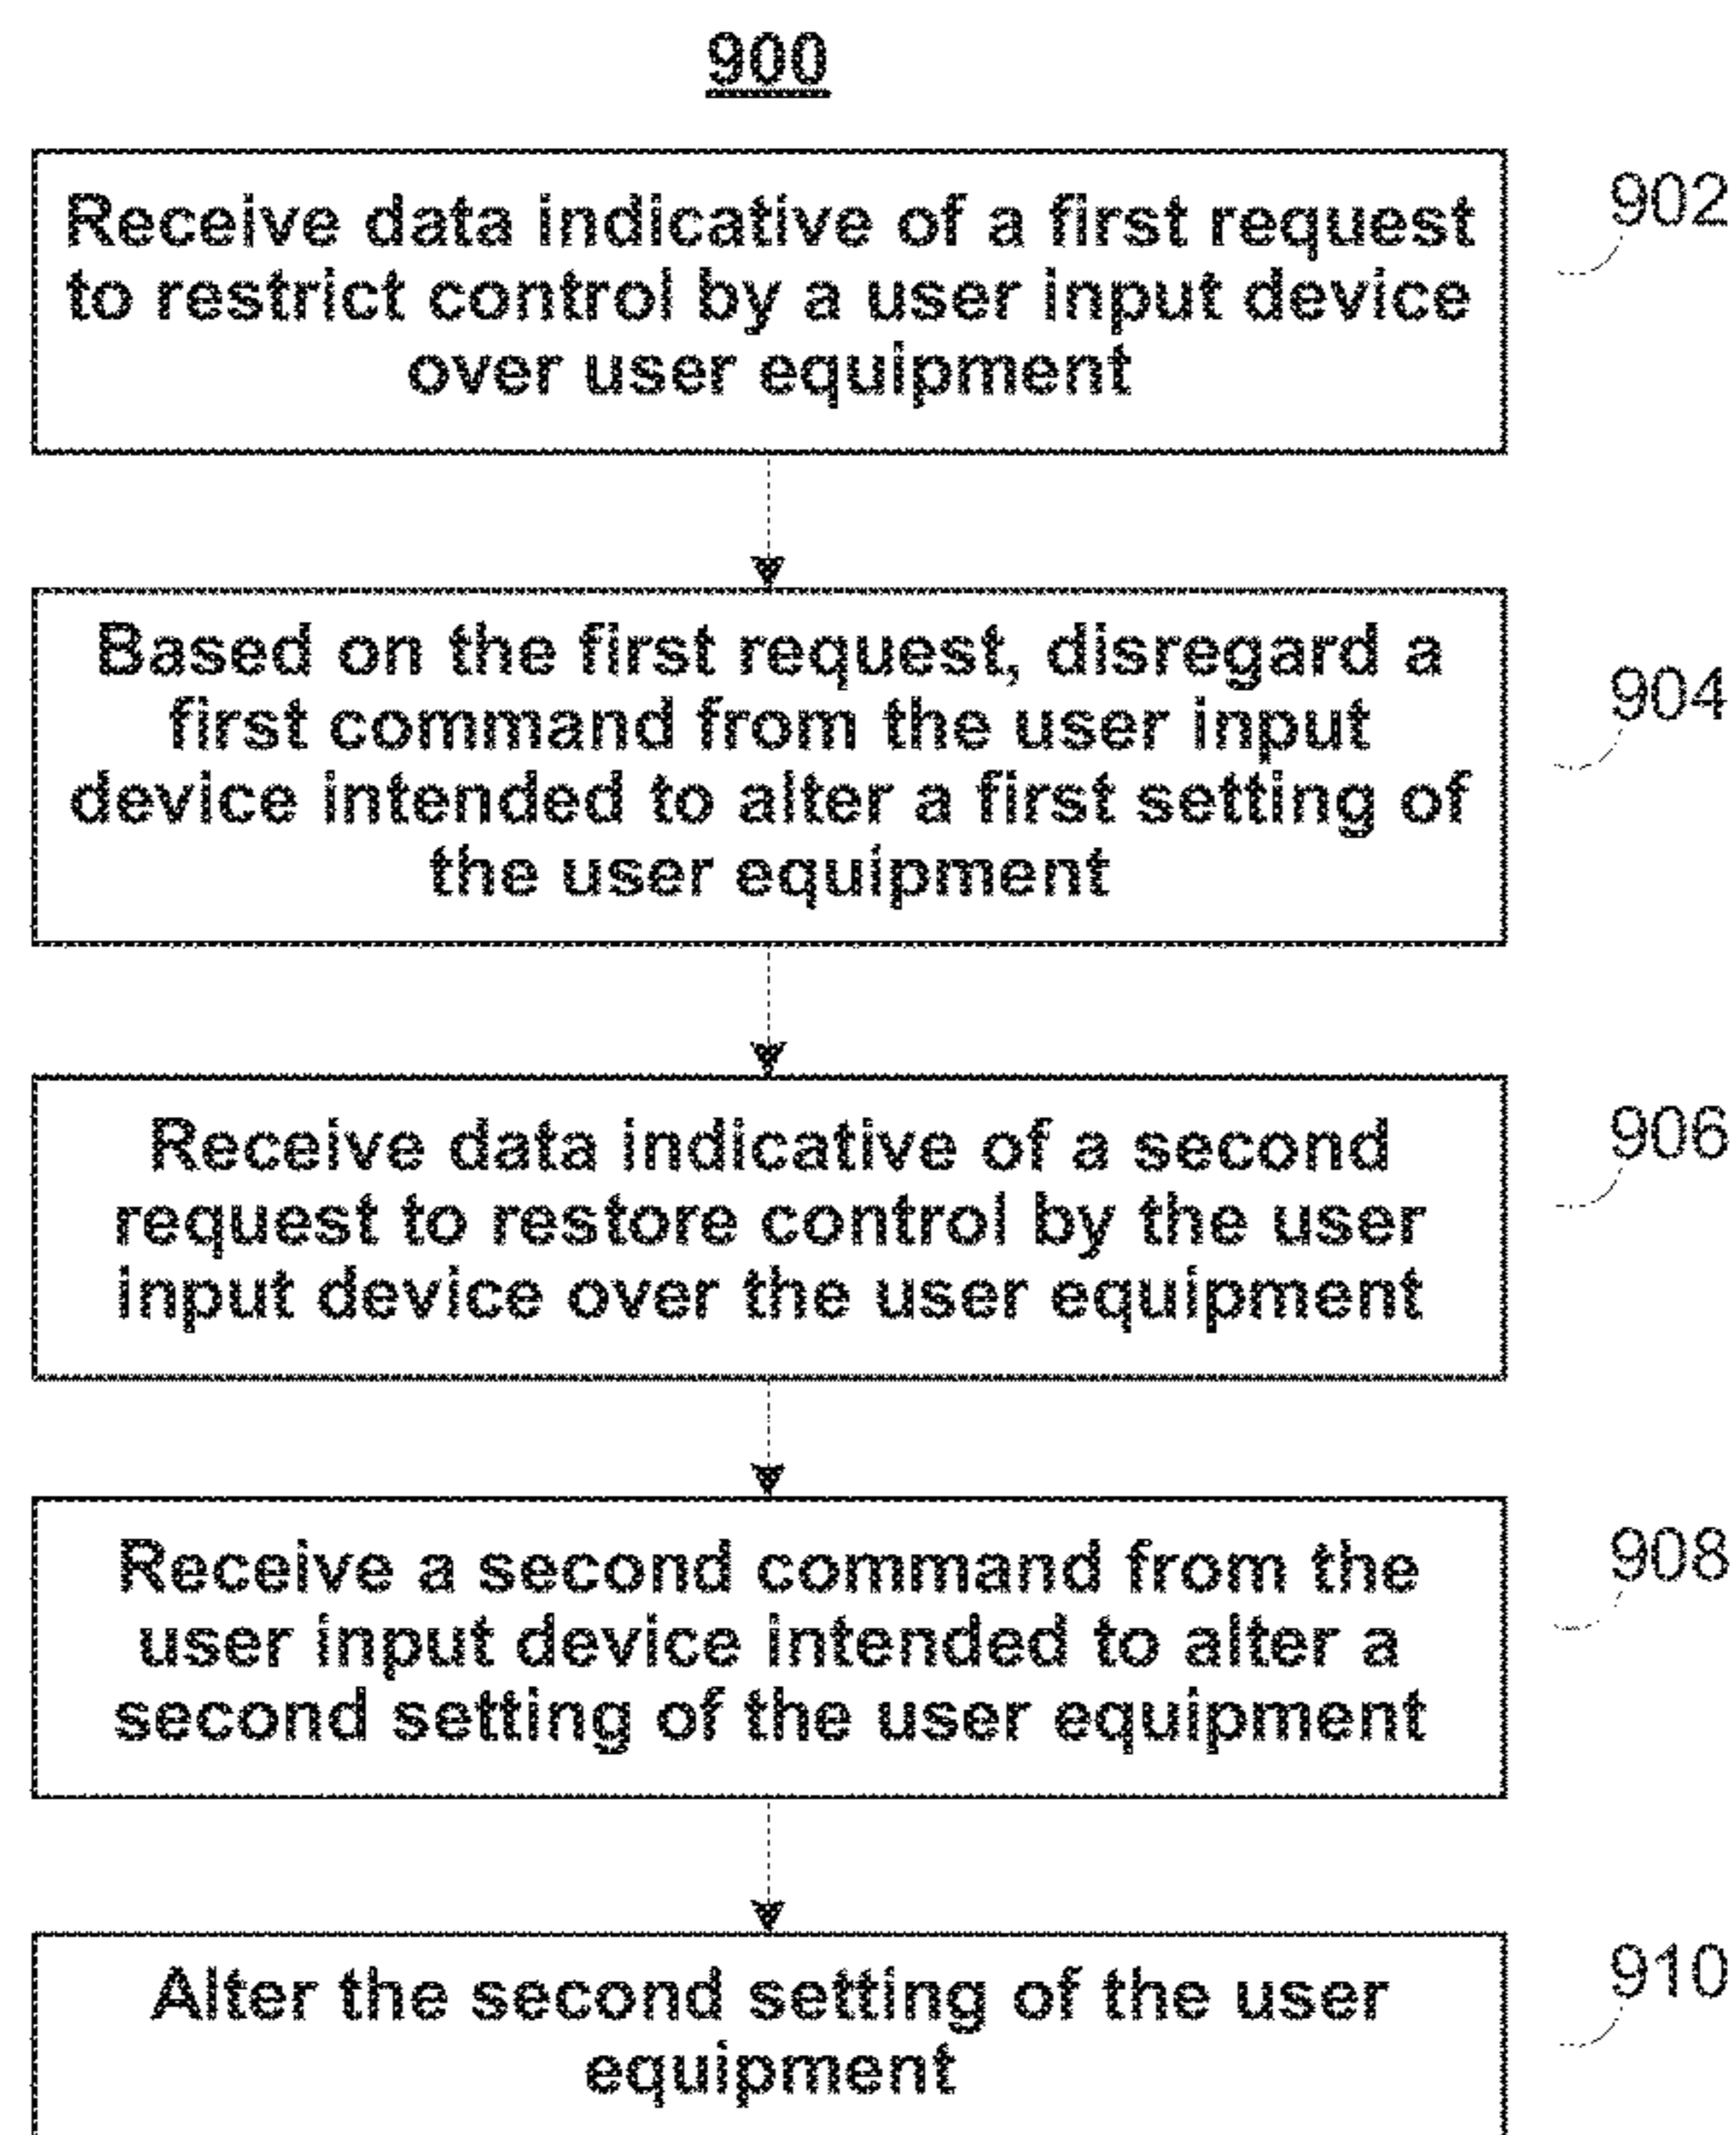 900
Receive data indicative of a first request
to restrict control by a user input device
over user equipment
902
Based on the first request, disregard a
first command from the user input
device intended to alter a first setting of
the user equipment
904
Receive data indicative of a second
request to restore control by the user
input device over the user equipment
906
Receive a second command from the
user input device intended to alter a
second setting of the user equipment
908
Alter the second setting of the user
equipment
910